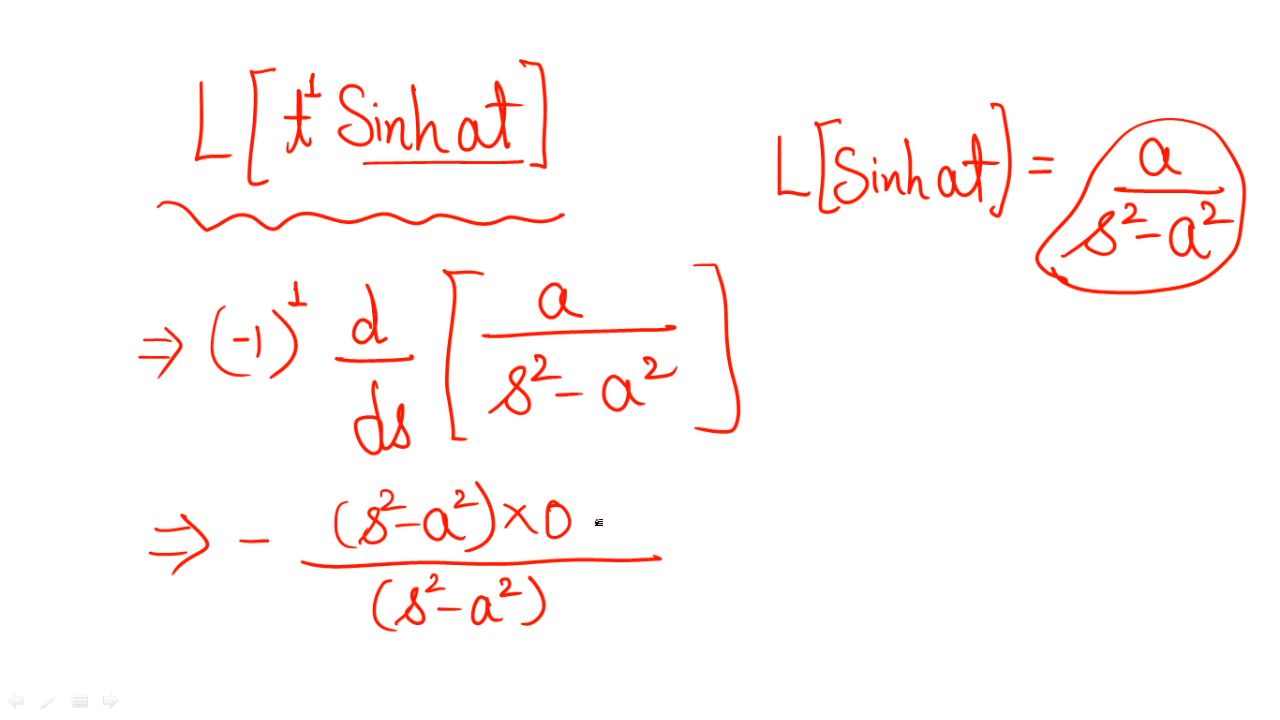 L[t¹ Sinh at]
L[Sinh at] = a/(s² - a²)
⇒ (-1)¹ d/ds [a/(s² - a²)]
⇒ - (s² - a²) × 0
(s² - a²)